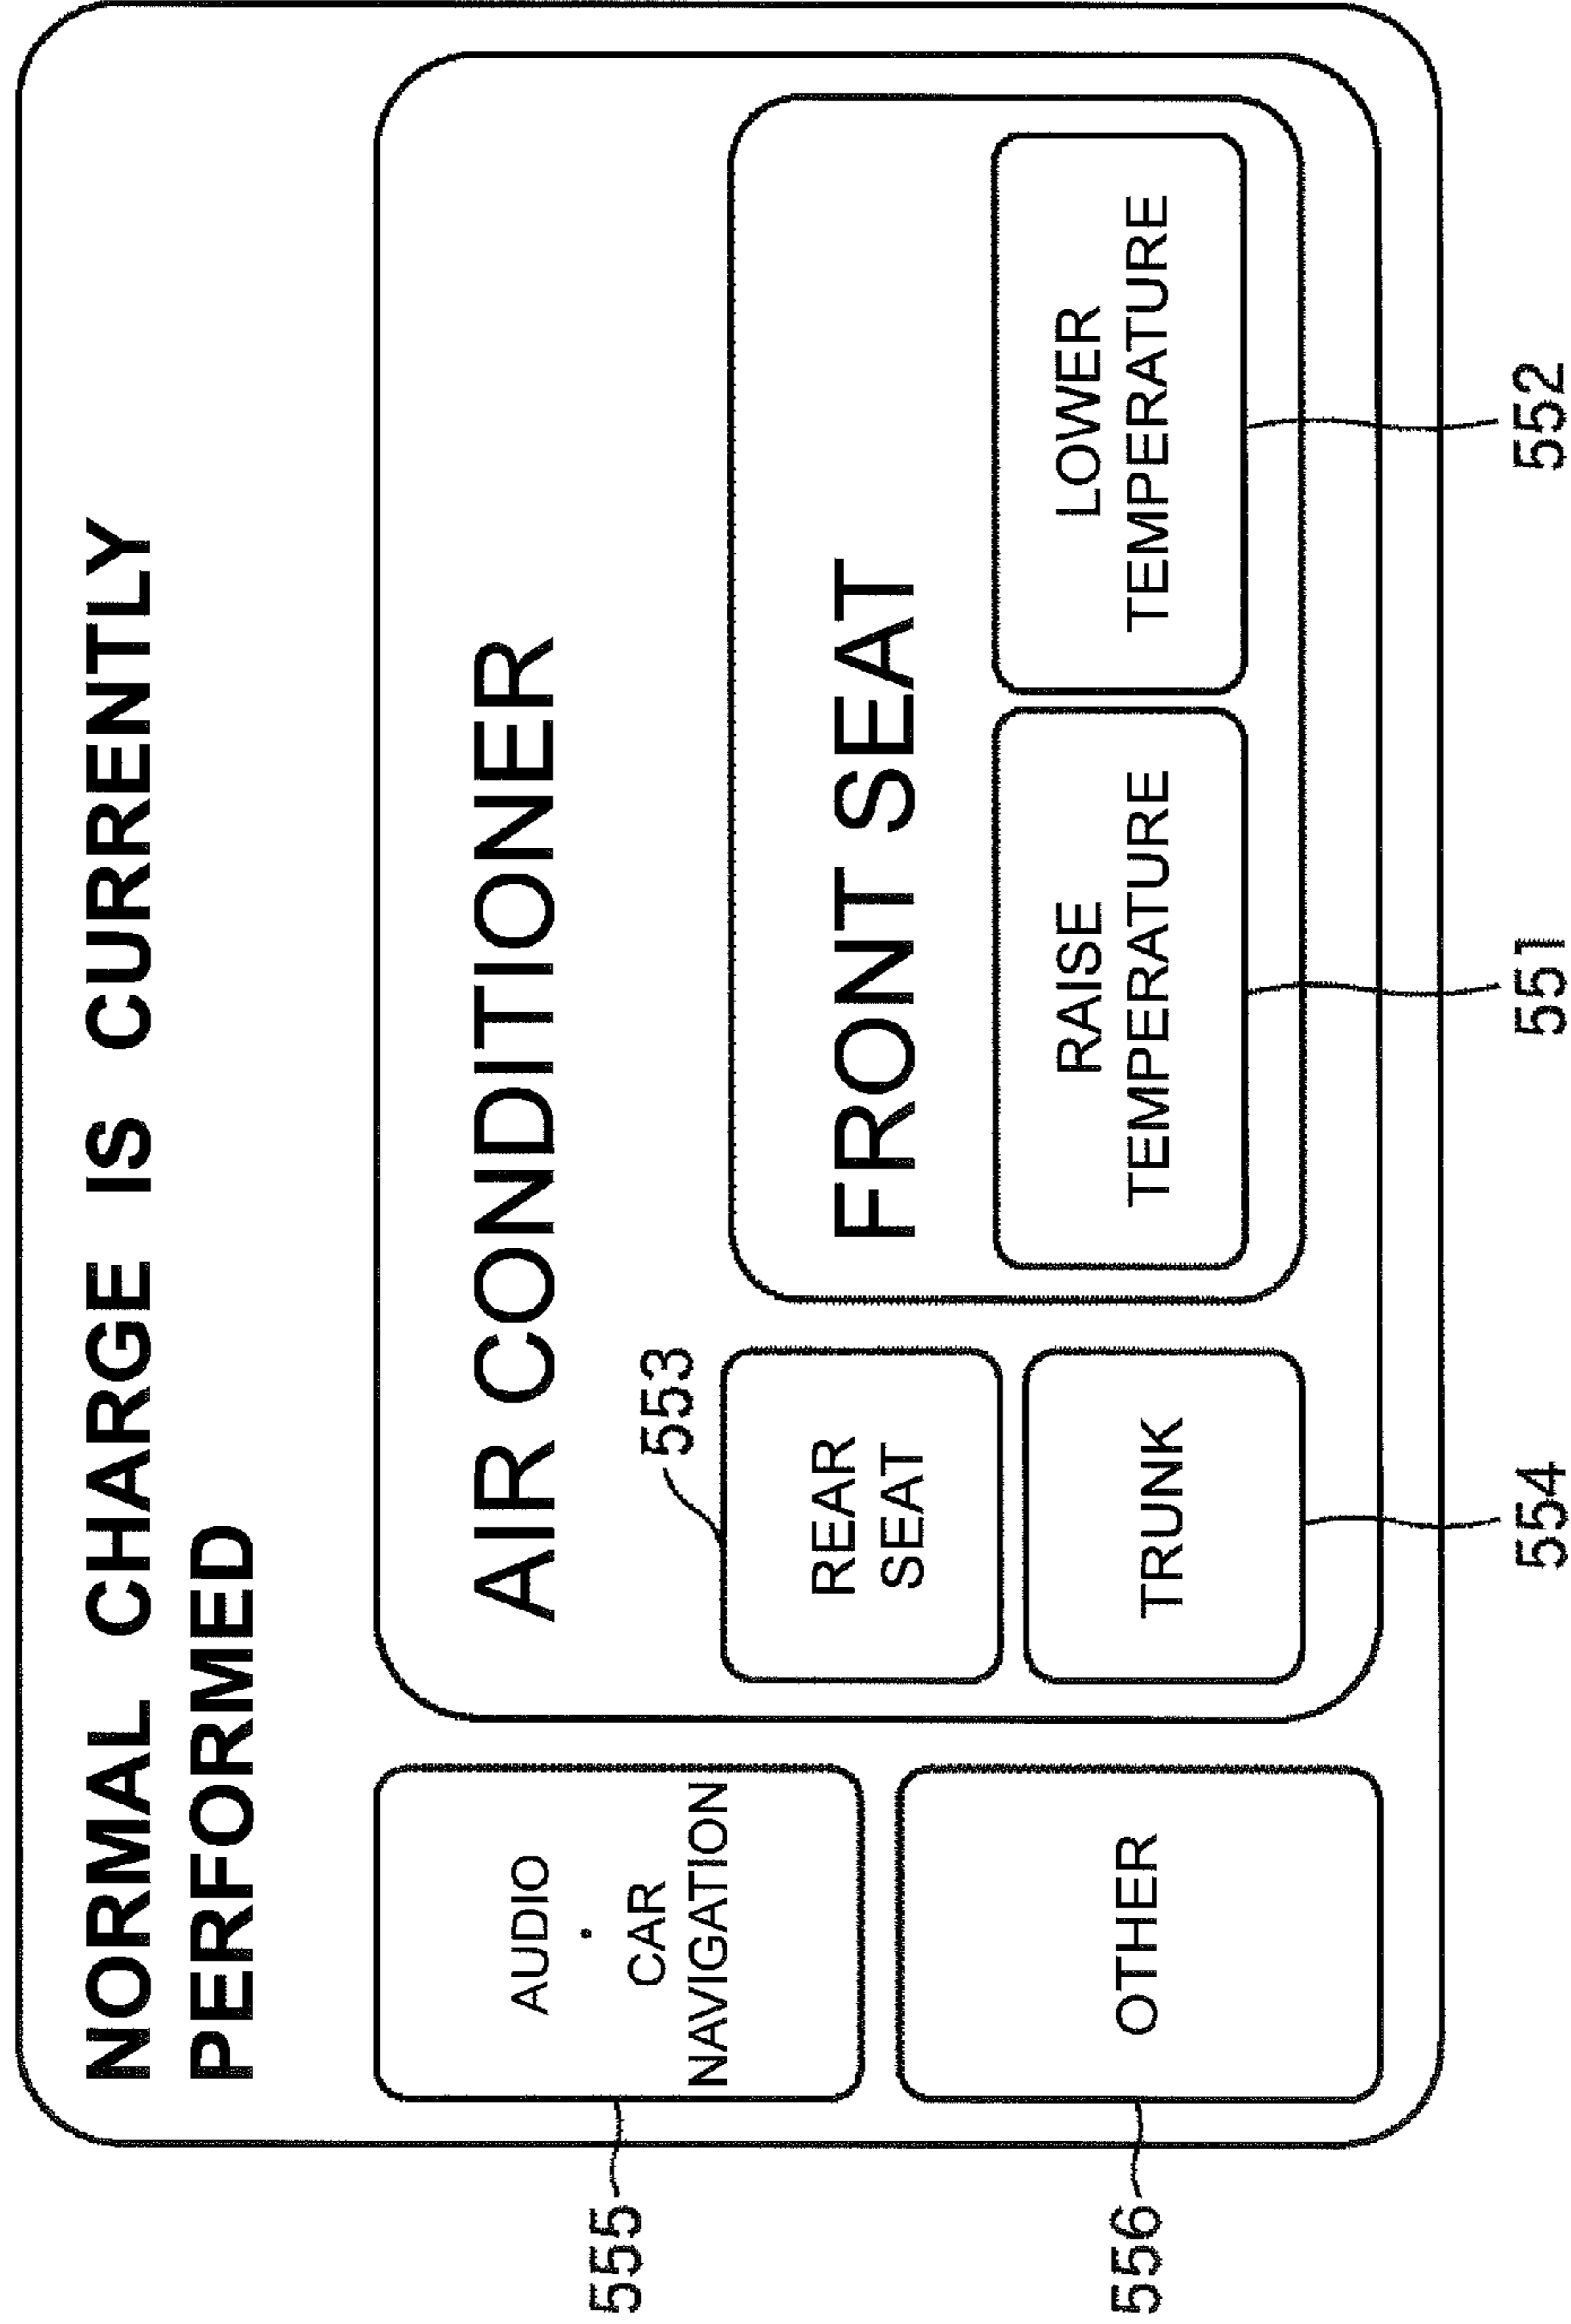 NORMAL CHARGE IS CURRENTLY
PERFORMED
AUDIO
・
CAR
NAVIGATION
555
OTHER
556
AIR CONDITIONER
553
REAR
SEAT
TRUNK
554
FRONT SEAT
RAISE
TEMPERATURE
551
LOWER
TEMPERATURE
552